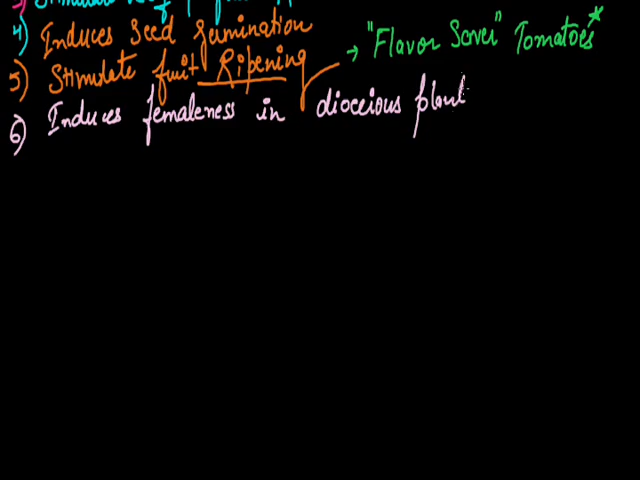 4) Induces Seed Germination
5) Stimulate fruit Ripening → "Flavor Saver" Tomatoes*
6) Induces femaleness in dioecious plant